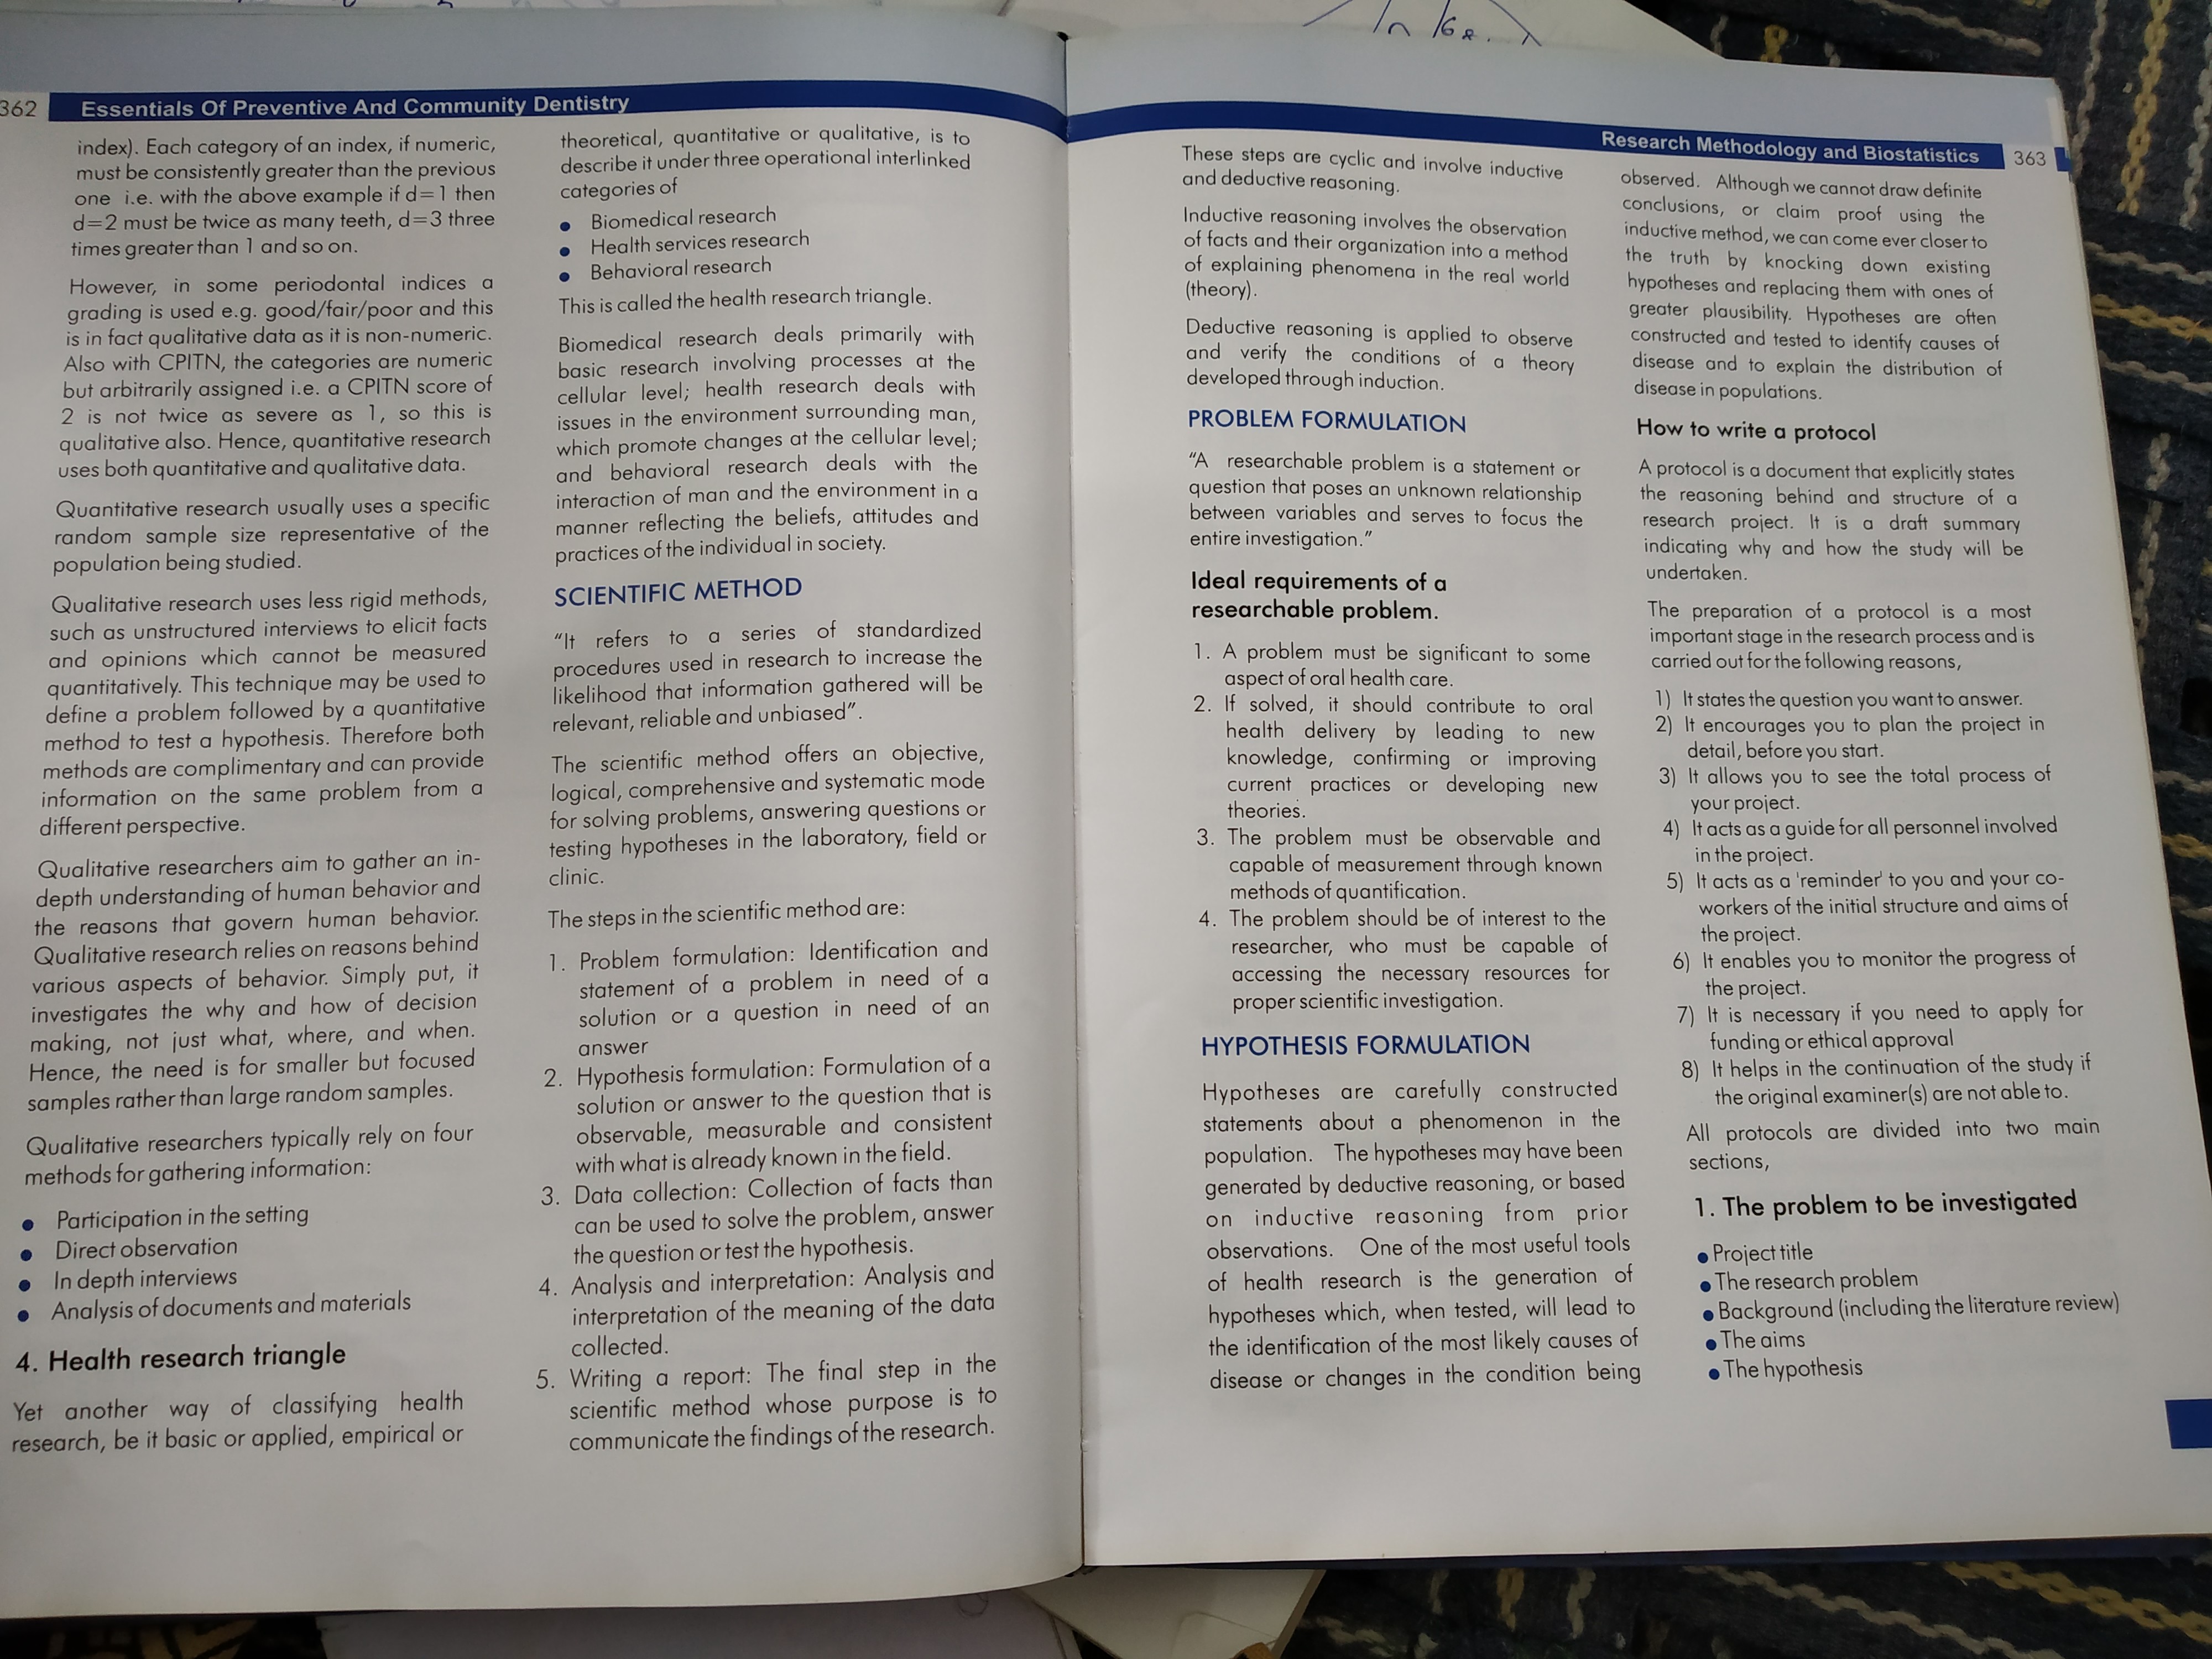 In 168.
362
Essentials Of Preventive And Community Dentistry
index). Each category of an index, if numeric,
must be consistently greater than the previous
one i.e. with the above example if d=1 then
d=2 must be twice as many teeth, d=3 three
times greater than 1 and so on.
However, in some periodontal indices a
grading is used e.g. good/fair/poor and this
is in fact qualitative data as it is non-numeric.
Also with CPITN, the categories are numeric
but arbitrarily assigned i.e. a CPITN score of
2 is not twice as severe as 1, so this is
qualitative also. Hence, quantitative research
uses both quantitative and qualitative data.
Quantitative research usually uses a specific
random sample size representative of the
population being studied.
Qualitative research uses less rigid methods,
such as unstructured interviews to elicit facts
and opinions which cannot be measured
quantitatively. This technique may be used to
define a problem followed by a quantitative
method to test a hypothesis. Therefore both
methods are complimentary and can provide
information on the same problem from a
different perspective.
Qualitative researchers aim to gather an in-
depth understanding of human behavior and
the reasons that govern human behavior.
Qualitative research relies on reasons behind
various aspects of behavior. Simply put, it
investigates the why and how of decision
making, not just what, where, and when.
Hence, the need is for smaller but focused
samples rather than large random samples.
Qualitative researchers typically rely on four
methods for gathering information:
• Participation in the setting
• Direct observation
• In depth interviews
• Analysis of documents and materials
4. Health research triangle
Yet another way of classifying health
research, be it basic or applied, empirical or
theoretical, quantitative or qualitative, is to
describe it under three operational interlinked
categories of
• Biomedical research
• Health services research
• Behavioral research
This is called the health research triangle.
Biomedical research deals primarily with
basic research involving processes at the
cellular level; health research deals with
issues in the environment surrounding man,
which promote changes at the cellular level;
and behavioral research deals with the
interaction of man and the environment in a
manner reflecting the beliefs, attitudes and
practices of the individual in society.
SCIENTIFIC METHOD
"It refers to a series of standardized
procedures used in research to increase the
likelihood that information gathered will be
relevant, reliable and unbiased".
The scientific method offers an objective,
logical, comprehensive and systematic mode
for solving problems, answering questions or
testing hypotheses in the laboratory, field or
clinic.
The steps in the scientific method are:
1. Problem formulation: Identification and
statement of a problem in need of a
solution or a question in need of an
answer
2. Hypothesis formulation: Formulation of a
solution or answer to the question that is
observable, measurable and consistent
with what is already known in the field.
3. Data collection: Collection of facts than
can be used to solve the problem, answer
the question or test the hypothesis.
4. Analysis and interpretation: Analysis and
interpretation of the meaning of the data
collected.
5. Writing a report: The final step in the
scientific method whose purpose is to
communicate the findings of the research.
Research Methodology and Biostatistics
363
These steps are cyclic and involve inductive
and deductive reasoning.
Inductive reasoning involves the observation
of facts and their organization into a method
of explaining phenomena in the real world
(theory).
Deductive reasoning is applied to observe
and verify the conditions of a theory
developed through induction.
PROBLEM FORMULATION
"A researchable problem is a statement or
question that poses an unknown relationship
between variables and serves to focus the
entire investigation."
Ideal requirements of a
researchable problem.
1. A problem must be significant to some
aspect of oral health care.
2. If solved, it should contribute to oral
health delivery by leading to new
knowledge, confirming or improving
current practices or developing new
theories.
3. The problem must be observable and
capable of measurement through known
methods of quantification.
4. The problem should be of interest to the
researcher, who must be capable of
accessing the necessary resources for
proper scientific investigation.
HYPOTHESIS FORMULATION
Hypotheses are carefully constructed
statements about a phenomenon in the
population. The hypotheses may have been
generated by deductive reasoning, or based
on inductive reasoning from prior
observations. One of the most useful tools
of health research is the generation of
hypotheses which, when tested, will lead to
the identification of the most likely causes of
disease or changes in the condition being
observed. Although we cannot draw definite
conclusions, or claim proof using the
inductive method, we can come ever closer to
the truth by knocking down existing
hypotheses and replacing them with ones of
greater plausibility. Hypotheses are often
constructed and tested to identify causes of
disease and to explain the distribution of
disease in populations.
How to write a protocol
A protocol is a document that explicitly states
the reasoning behind and structure of a
research project. It is a draft summary
indicating why and how the study will be
undertaken.
The preparation of a protocol is a most
important stage in the research process and is
carried out for the following reasons,
1) It states the question you want to answer.
2) It encourages you to plan the project in
detail, before you start.
3) It allows you to see the total process of
your project.
4) It acts as a guide for all personnel involved
in the project.
5) It acts as a 'reminder' to you and your co-
workers of the initial structure and aims of
the project.
6) It enables you to monitor the progress of
the project.
7) It is necessary if you need to apply for
funding or ethical approval
8) It helps in the continuation of the study if
the original examiner(s) are not able to.
All protocols are divided into two main
sections,
1. The problem to be investigated
• Project title
• The research problem
• Background (including the literature review)
• The aims
• The hypothesis